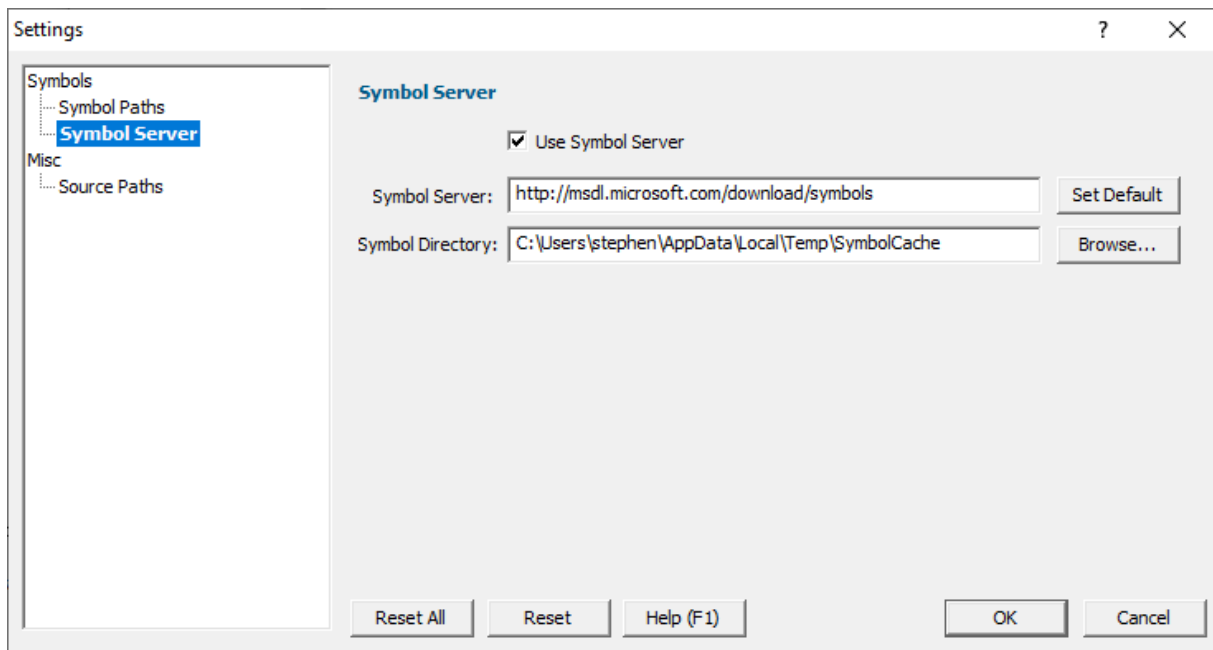 Settings
?
Symbols
Symbol Paths
Symbol Server
Misc
Source Paths
Symbol Server
Use Symbol Server
Symbol Server: http://msdl.microsoft.com/download/symbols Set Default
Symbol Directory: C:\Users\stephen\AppData\Local\Temp\SymbolCache Browse...
Reset All Reset Help (F1) OK Cancel